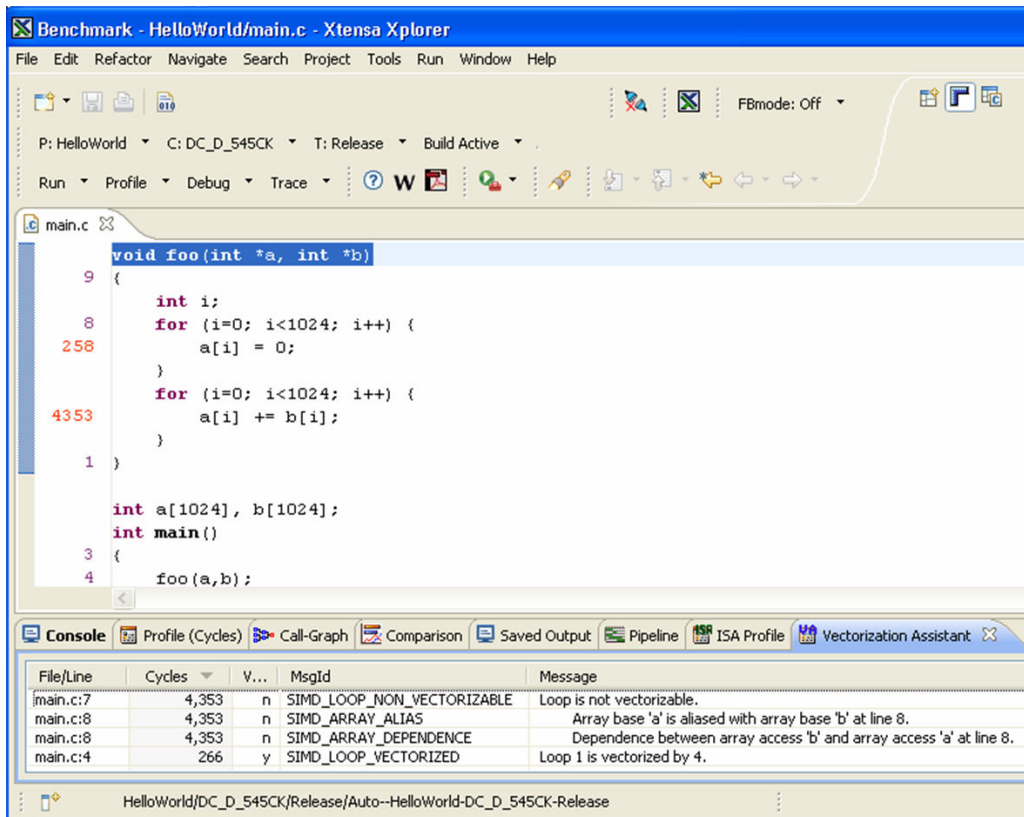 Benchmark - HelloWorld/main.c - Xtensa Xplorer
File Edit Refactor Navigate Search Project Tools Run Window Help
010
FBmode: Off
P: HelloWorld C: DC_D_545CK T: Release Build Active
Run Profile Debug Trace ? W
main.c
void foo(int *a, int *b)
9 {
int i;
8 for (i=0; i<1024; i++) {
258 a[i] = 0;
}
for (i=0; i<1024; i++) {
4353 a[i] += b[i];
}
1 }
int a[1024], b[1024];
int main()
3 {
4 foo(a,b);
Console Profile (Cycles) Call-Graph Comparison Saved Output Pipeline ISA Profile Vectorization Assistant
File/Line Cycles V... MsgId Message
main.c:7 4,353 n SIMD_LOOP_NON_VECTORIZABLE Loop is not vectorizable.
main.c:8 4,353 n SIMD_ARRAY_ALIAS Array base 'a' is aliased with array base 'b' at line 8.
main.c:8 4,353 n SIMD_ARRAY_DEPENDENCE Dependence between array access 'b' and array access 'a' at line 8.
main.c:4 266 y SIMD_LOOP_VECTORIZED Loop 1 is vectorized by 4.
HelloWorld/DC_D_545CK/Release/Auto--HelloWorld-DC_D_545CK-Release